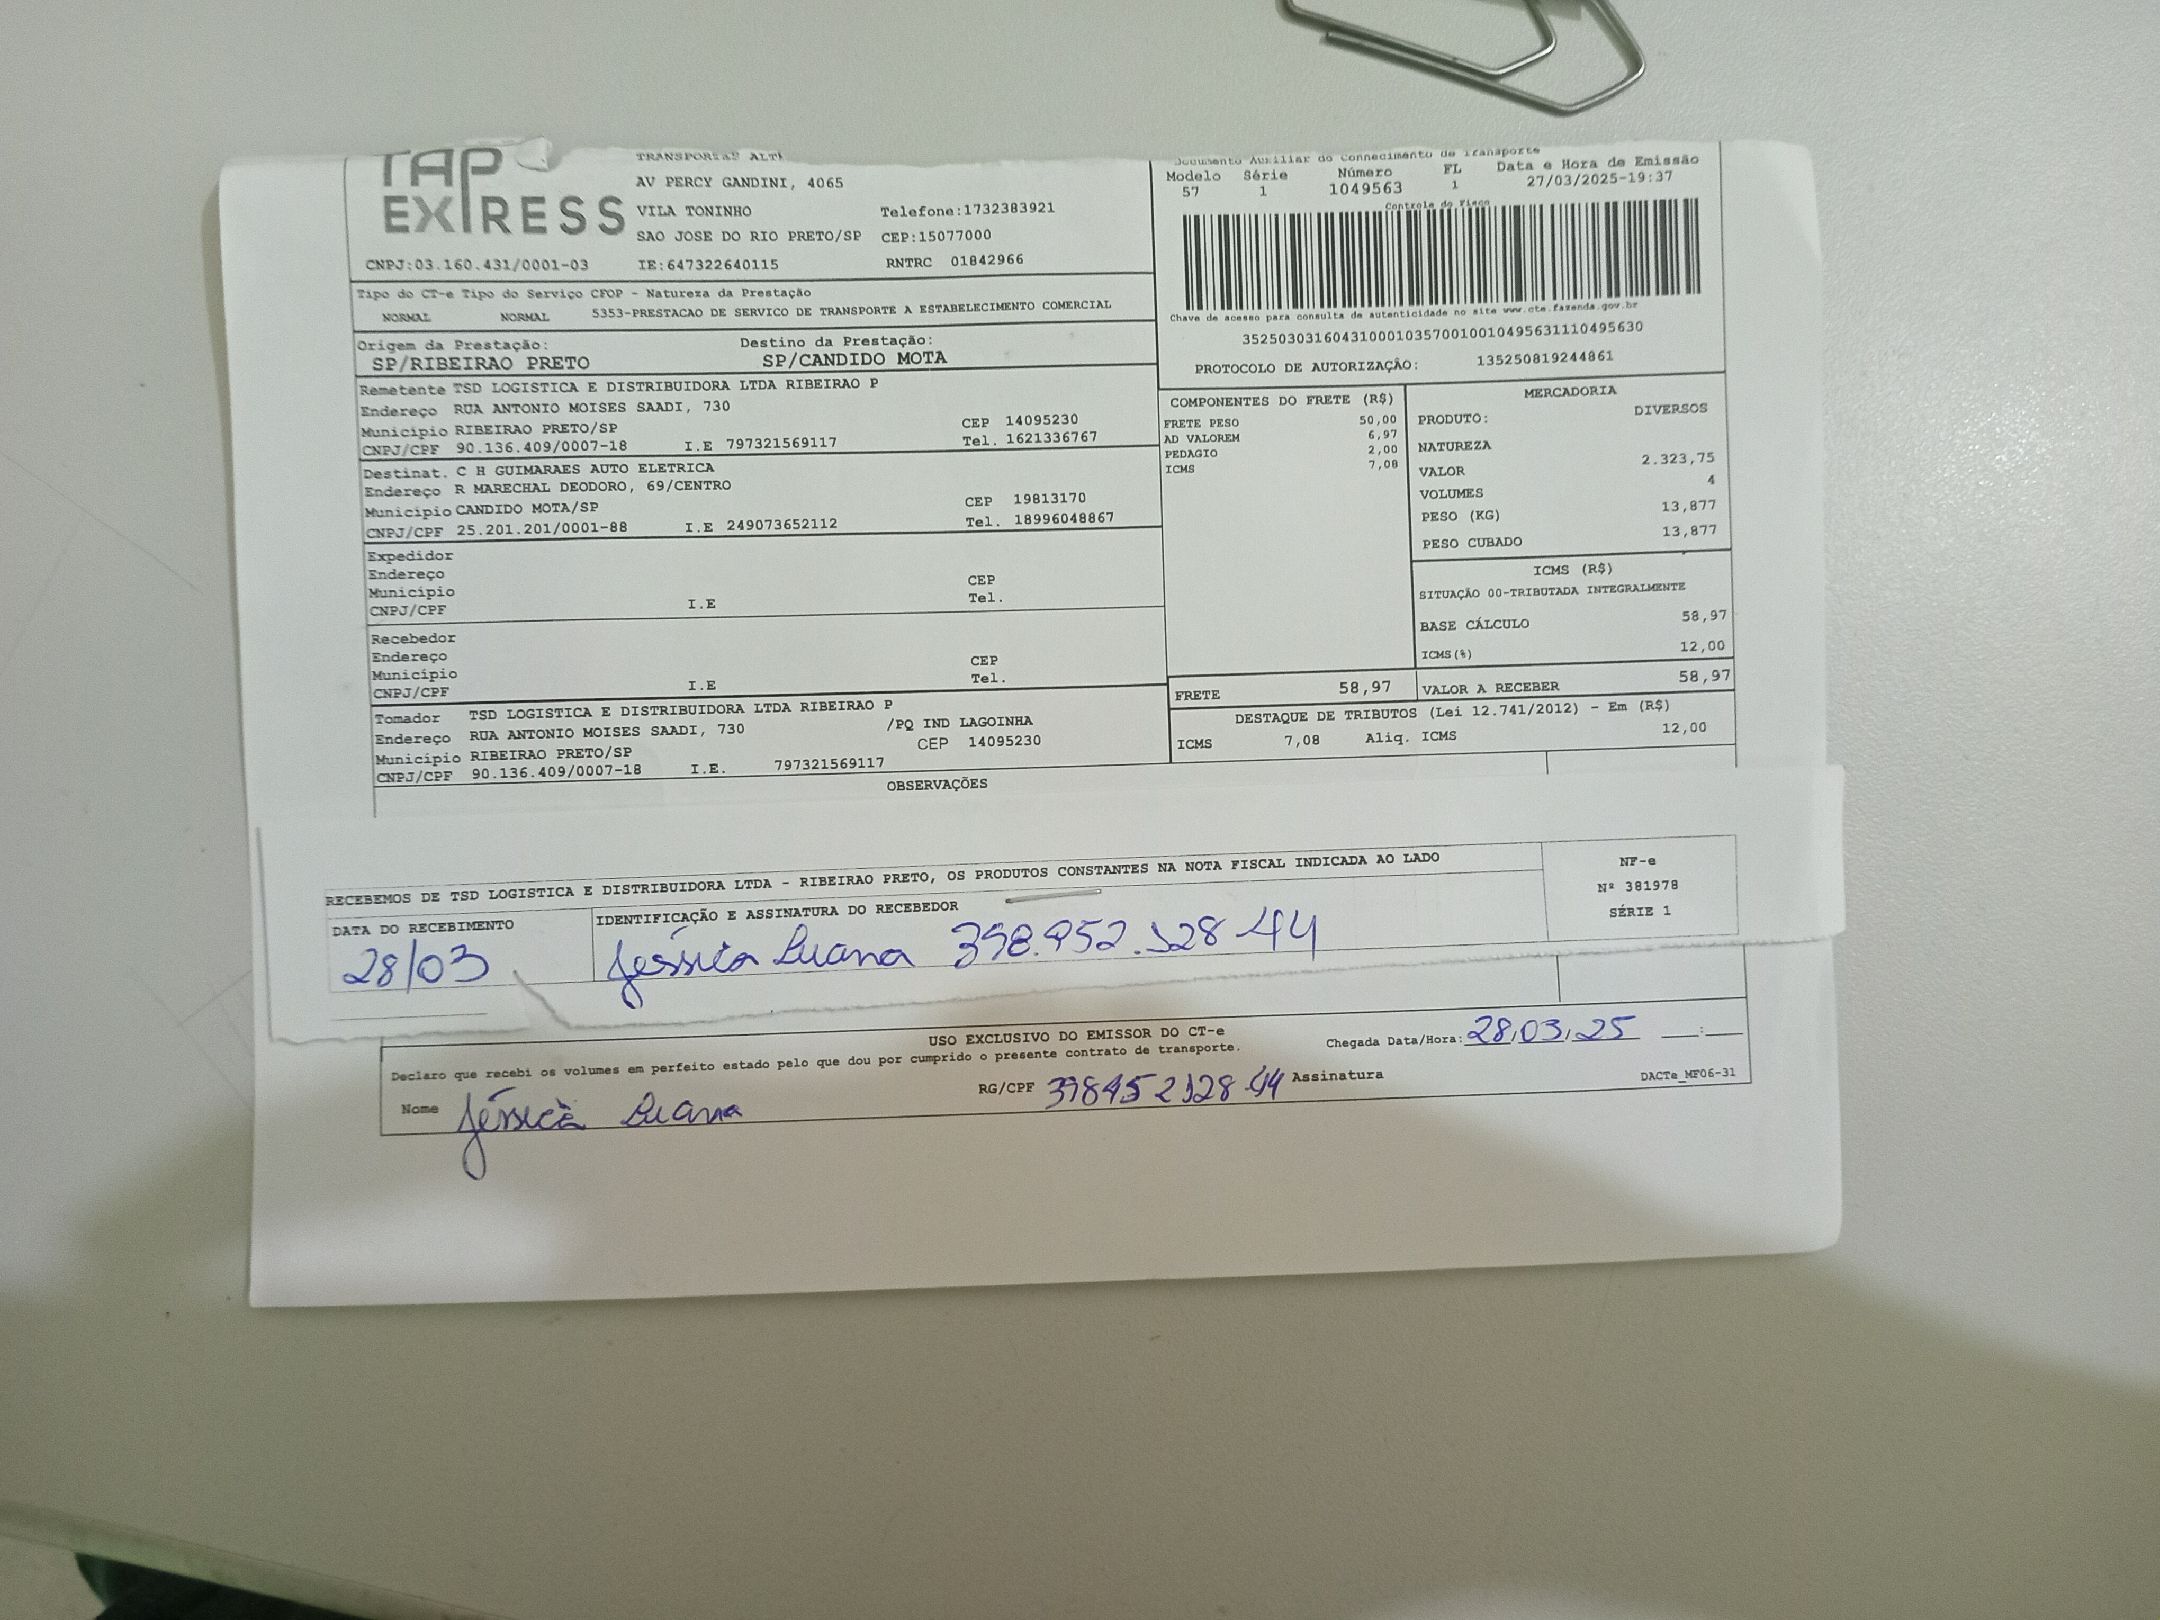 TAP
EXPRESS
AV PERCY GANDINI, 4065
VILA TONINHO Telefone:1732383921
SAO JOSE DO RIO PRETO/SP CEP:15077000
CNPJ:03.160.431/0001-03 IE:647322640115 RNTRC 01842966
Documento Auxiliar do Conhecimento de Transporte
Modelo Série Número FL Data e Hora de Emissão
57 1 1049563 1 27/03/2025-19:37
Controle do Fisco
Chave de acesso para consulta de autenticidade no site www.cte.fazenda.gov.br
35250303160431000103570010010495631110495630
PROTOCOLO DE AUTORIZAÇÃO: 135250819244861
Tipo do CT-e Tipo do Serviço CFOP - Natureza da Prestação
NORMAL NORMAL 5353-PRESTACAO DE SERVICO DE TRANSPORTE A ESTABELECIMENTO COMERCIAL
Origem da Prestação: Destino da Prestação:
SP/RIBEIRAO PRETO SP/CANDIDO MOTA
Remetente TSD LOGISTICA E DISTRIBUIDORA LTDA RIBEIRAO P
Endereço RUA ANTONIO MOISES SAADI, 730
Município RIBEIRAO PRETO/SP CEP 14095230
CNPJ/CPF 90.136.409/0007-18 I.E 797321569117 Tel. 1621336767
Destinat. C H GUIMARAES AUTO ELETRICA
Endereço R MARECHAL DEODORO, 69/CENTRO
Município CANDIDO MOTA/SP CEP 19813170
CNPJ/CPF 25.201.201/0001-88 I.E 249073652112 Tel. 18996048867
Expedidor
Endereço
Município CEP
CNPJ/CPF I.E Tel.
Recebedor
Endereço
Município CEP
CNPJ/CPF I.E Tel.
Tomador TSD LOGISTICA E DISTRIBUIDORA LTDA RIBEIRAO P
Endereço RUA ANTONIO MOISES SAADI, 730 /PQ IND LAGOINHA
Município RIBEIRAO PRETO/SP CEP 14095230
CNPJ/CPF 90.136.409/0007-18 I.E. 797321569117
COMPONENTES DO FRETE (R$)
FRETE PESO 50,00
AD VALOREM 6,97
PEDAGIO 2,00
ICMS 7,08
MERCADORIA
PRODUTO: DIVERSOS
NATUREZA
VALOR 2.323,75
VOLUMES 4
PESO (KG) 13,877
PESO CUBADO 13,877
ICMS (R$)
SITUAÇÃO 00-TRIBUTADA INTEGRALMENTE
BASE CÁLCULO 58,97
ICMS(%) 12,00
FRETE 58,97 VALOR A RECEBER 58,97
DESTAQUE DE TRIBUTOS (Lei 12.741/2012) - Em (R$)
ICMS 7,08 Aliq. ICMS 12,00
OBSERVAÇÕES
RECEBEMOS DE TSD LOGISTICA E DISTRIBUIDORA LTDA - RIBEIRAO PRETO, OS PRODUTOS CONSTANTES NA NOTA FISCAL INDICADA AO LADO
DATA DO RECEBIMENTO IDENTIFICAÇÃO E ASSINATURA DO RECEBEDOR
28/03 Jéssica Luana 398.952.128-44
NF-e
Nº 381978
SÉRIE 1
USO EXCLUSIVO DO EMISSOR DO CT-e
Declaro que recebi os volumes em perfeito estado pelo que dou por cumprido o presente contrato de transporte.
Chegada Data/Hora: 28/03/25 __:__
Nome Jéssica Luana RG/CPF 398952128-44 Assinatura
DACTe_MF06-31